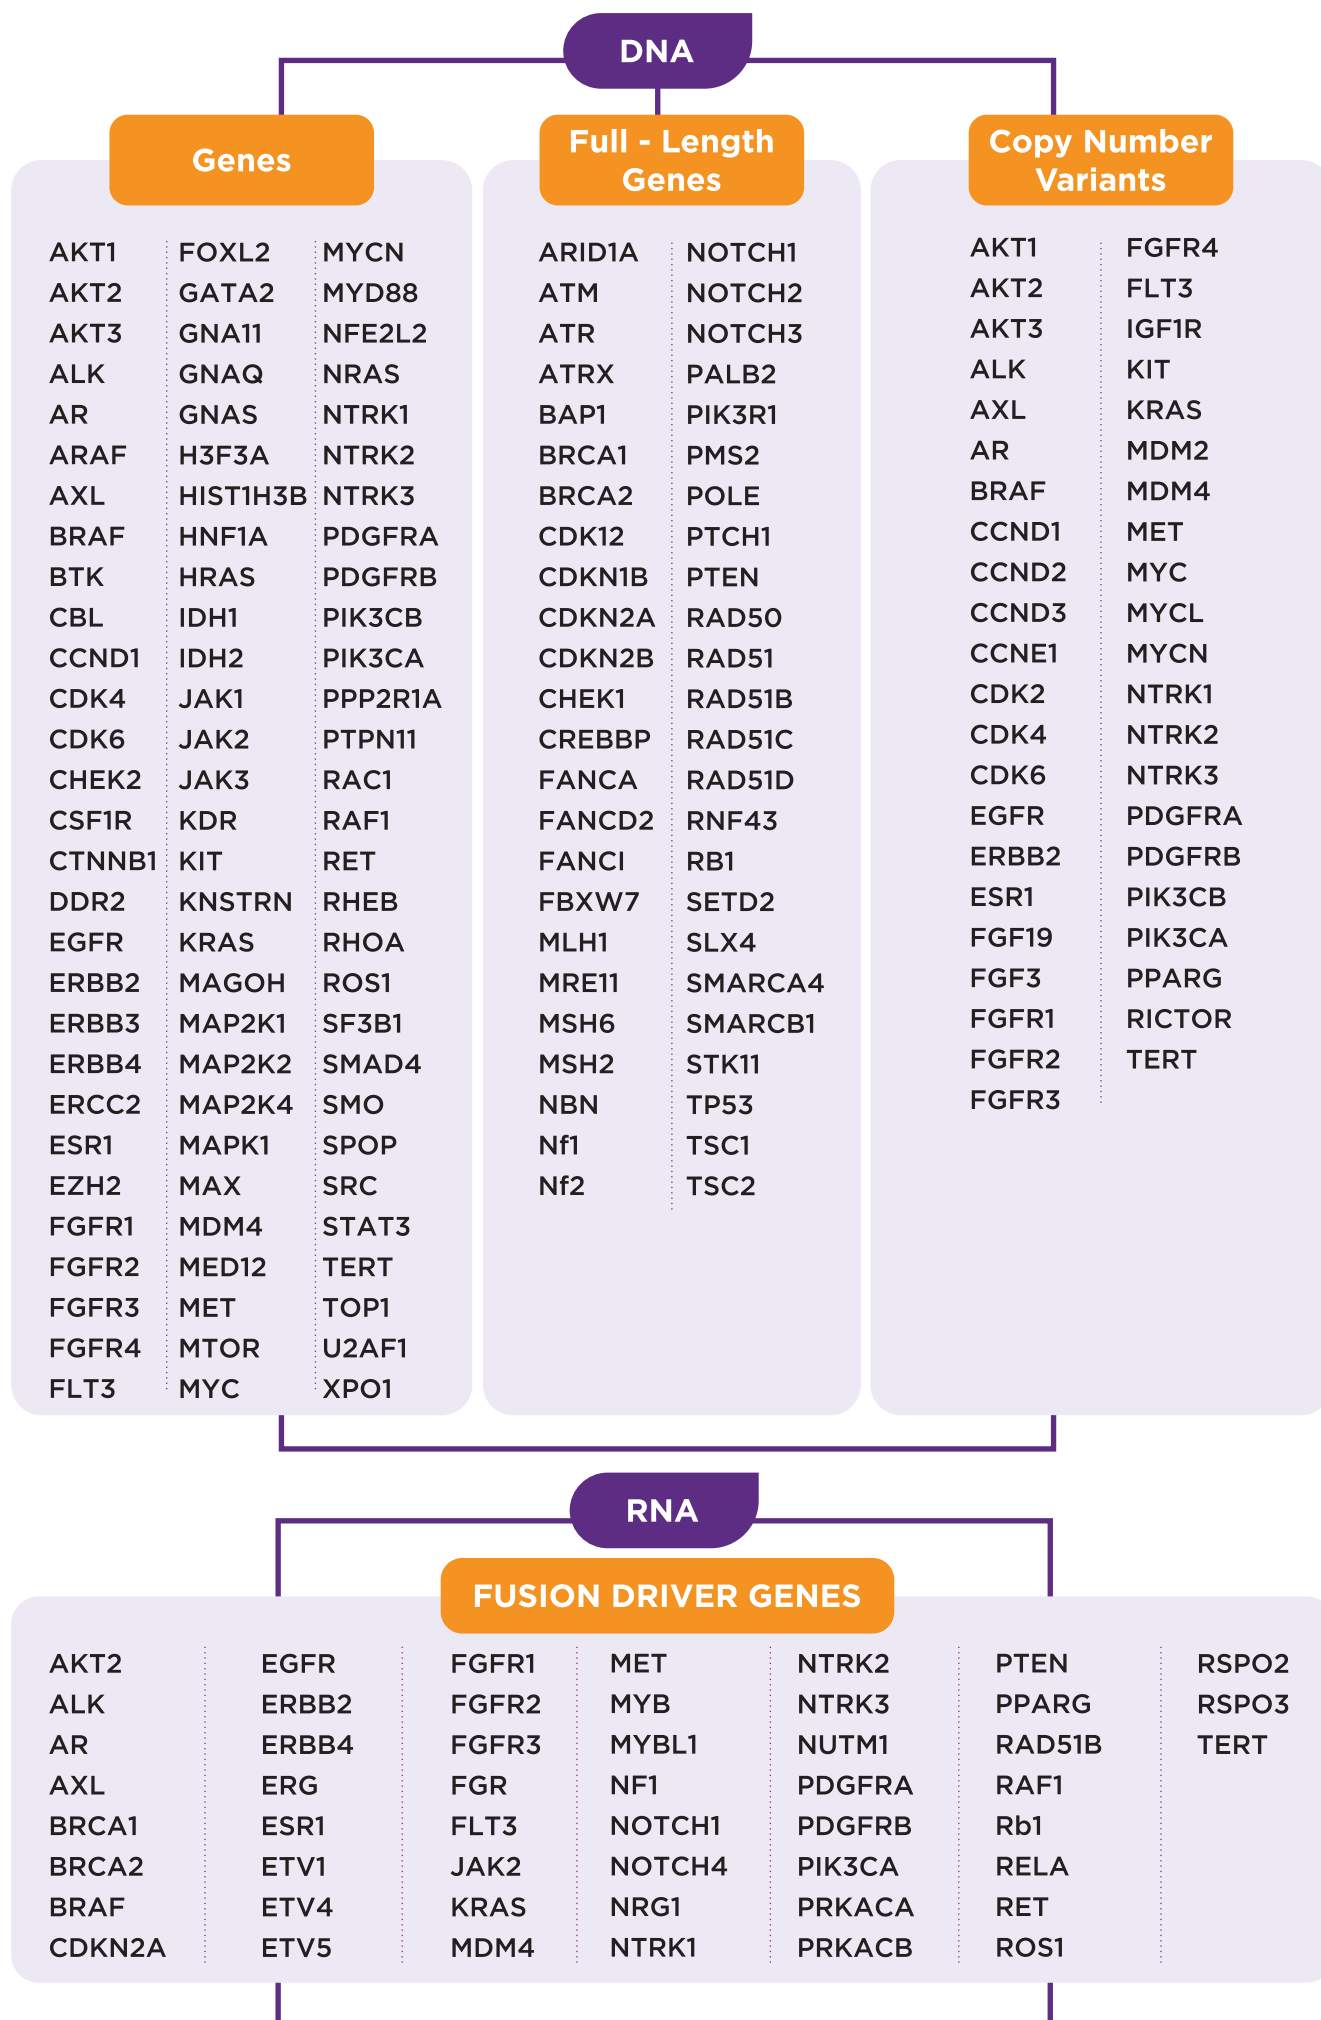 DNA
Genes
AKT1
AKT2
AKT3
ALK
AR
ARAF
AXL
BRAF
BTK
CBL
CCND1
CDK4
CDK6
CHEK2
CSF1R
CTNNB1
DDR2
EGFR
ERBB2
ERBB3
ERBB4
ERCC2
ESR1
EZH2
FGFR1
FGFR2
FGFR3
FGFR4
FLT3
FOXL2
GATA2
GNA11
GNAQ
GNAS
H3F3A
HIST1H3B
HNF1A
HRAS
IDH1
IDH2
JAK1
JAK2
JAK3
KDR
KIT
KNSTRN
KRAS
MAGOH
MAP2K1
MAP2K2
MAP2K4
MAPK1
MAX
MDM4
MED12
MET
MTOR
MYC
MYCN
MYD88
NFE2L2
NRAS
NTRK1
NTRK2
NTRK3
PDGFRA
PDGFRB
PIK3CB
PIK3CA
PPP2R1A
PTPN11
RAC1
RAF1
RET
RHEB
RHOA
ROS1
SF3B1
SMAD4
SMO
SPOP
SRC
STAT3
TERT
TOP1
U2AF1
XPO1
Full - Length
Genes
ARID1A
ATM
ATR
ATRX
BAP1
BRCA1
BRCA2
CDK12
CDKN1B
CDKN2A
CDKN2B
CHEK1
CREBBP
FANCA
FANCD2
FANCI
FBXW7
MLH1
MRE11
MSH6
MSH2
NBN
Nf1
Nf2
NOTCH1
NOTCH2
NOTCH3
PALB2
PIK3R1
PMS2
POLE
PTCH1
PTEN
RAD50
RAD51
RAD51B
RAD51C
RAD51D
RNF43
RB1
SETD2
SLX4
SMARCA4
SMARCB1
STK11
TP53
TSC1
TSC2
Copy Number
Variants
AKT1
AKT2
AKT3
ALK
AXL
AR
BRAF
CCND1
CCND2
CCND3
CCNE1
CDK2
CDK4
CDK6
EGFR
ERBB2
ESR1
FGF19
FGF3
FGFR1
FGFR2
FGFR3
FGFR4
FLT3
IGF1R
KIT
KRAS
MDM2
MDM4
MET
MYC
MYCL
MYCN
NTRK1
NTRK2
NTRK3
PDGFRA
PDGFRB
PIK3CB
PIK3CA
PPARG
RICTOR
TERT
RNA
FUSION DRIVER GENES
AKT2
ALK
AR
AXL
BRCA1
BRCA2
BRAF
CDKN2A
EGFR
ERBB2
ERBB4
ERG
ESR1
ETV1
ETV4
ETV5
FGFR1
FGFR2
FGFR3
FGR
FLT3
JAK2
KRAS
MDM4
MET
MYB
MYBL1
NF1
NOTCH1
NOTCH4
NRG1
NTRK1
NTRK2
NTRK3
NUTM1
PDGFRA
PDGFRB
PIK3CA
PRKACA
PRKACB
PTEN
PPARG
RAD51B
RAF1
Rb1
RELA
RET
ROS1
RSPO2
RSPO3
TERT